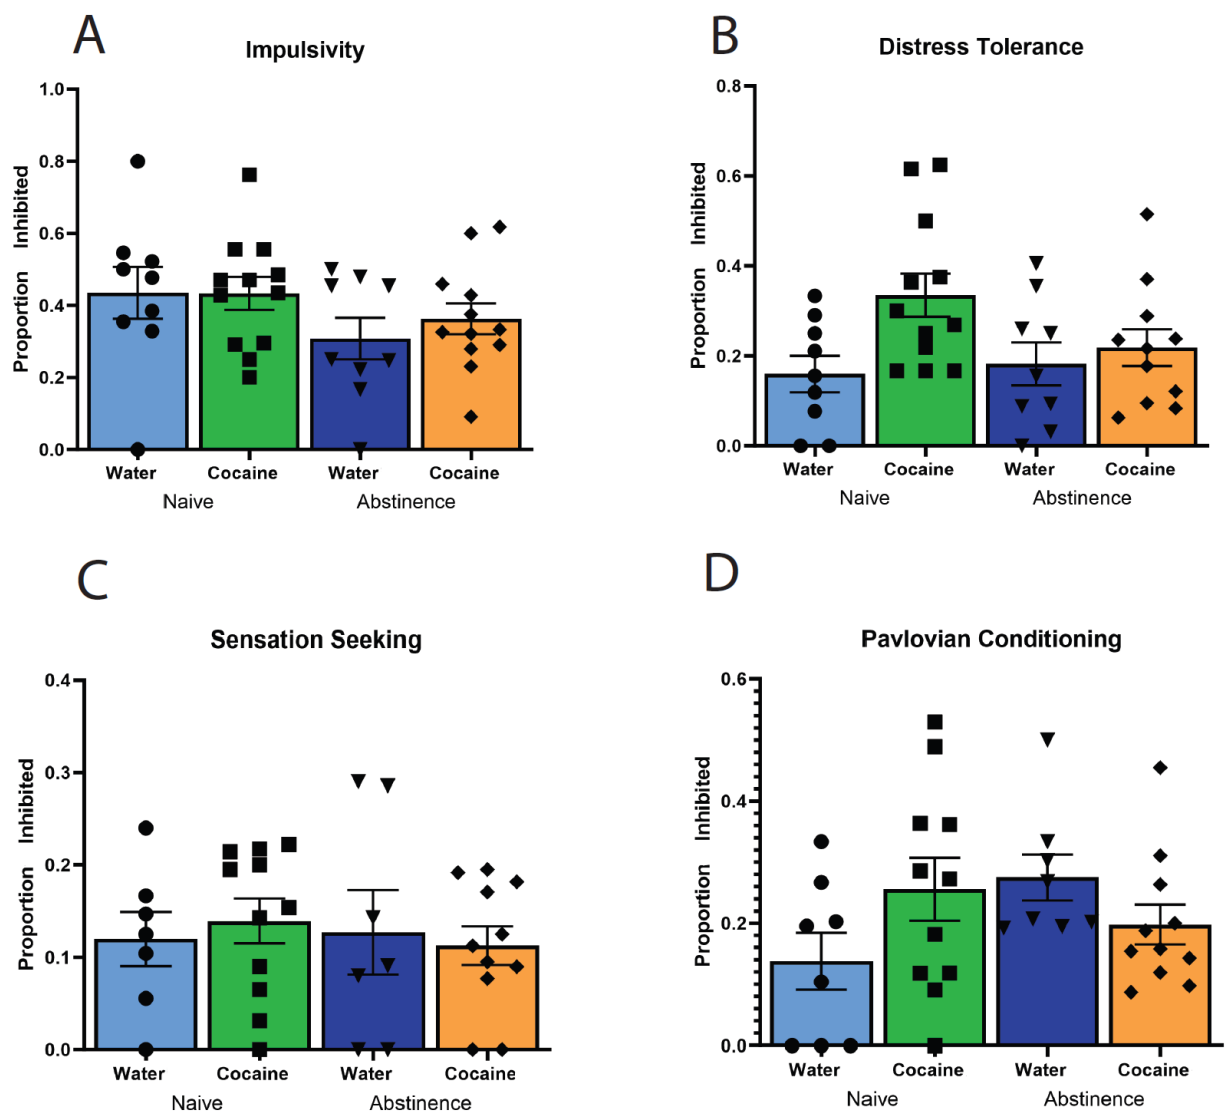 A
Impulsivity
Proportion Inhibited
1.0
0.8
0.6
0.4
0.2
0.0
Water
Cocaine
Water
Cocaine
Naive
Abstinence
B
Distress Tolerance
Proportion Inhibited
0.8
0.6
0.4
0.2
0.0
Water
Cocaine
Water
Cocaine
Naive
Abstinence
C
Sensation Seeking
Proportion Inhibited
0.4
0.3
0.2
0.1
0.0
Water
Cocaine
Water
Cocaine
Naive
Abstinence
D
Pavlovian Conditioning
Proportion Inhibited
0.6
0.4
0.2
0.0
Water
Cocaine
Water
Cocaine
Naive
Abstinence